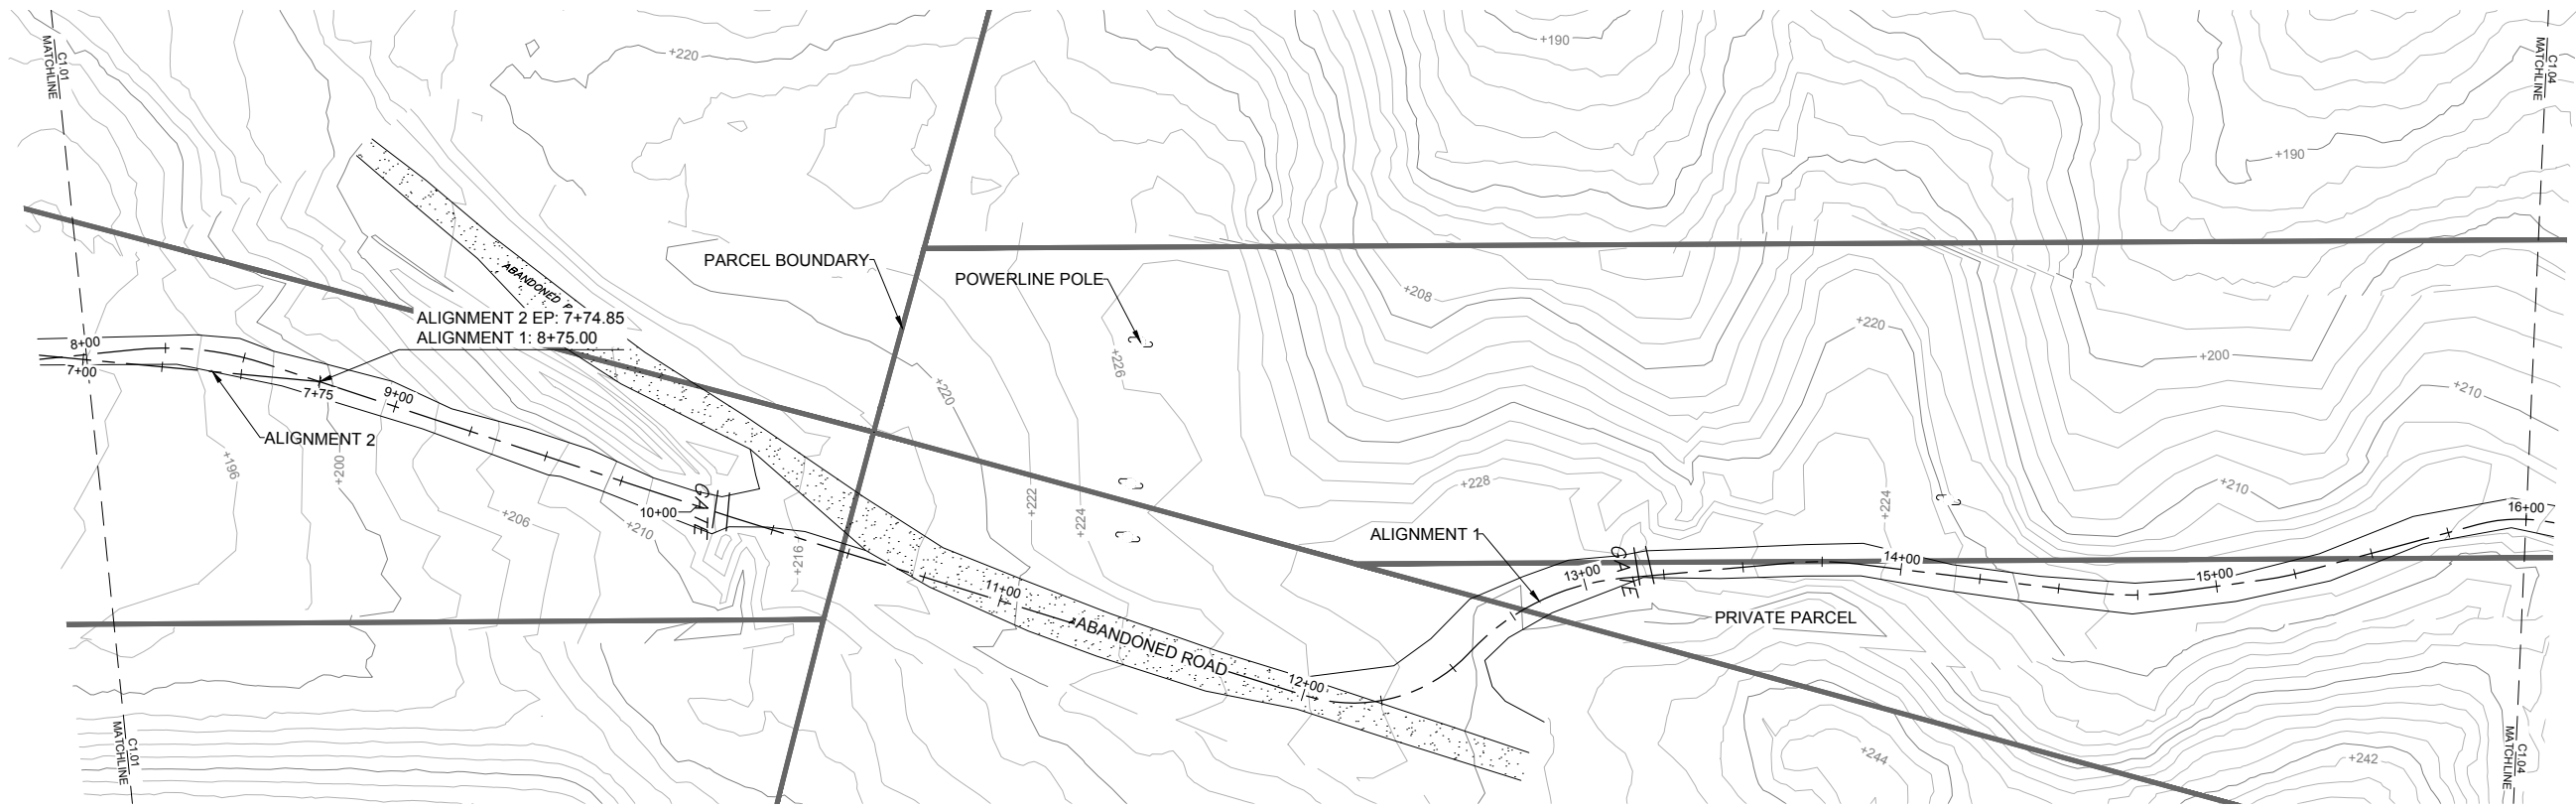 C1.01
MATCHLINE
+220
+190
C1.04
MATCHLINE
+190
ABANDONED R
PARCEL BOUNDARY
POWERLINE POLE
+208
ALIGNMENT 2 EP: 7+74.85
ALIGNMENT 1: 8+75.00
+220
8+00
7+00
+226
+200
+220
7+75
9+00
+210
ALIGNMENT 2
+196
+200
+228
+210
+222
+224
+224
GATE
10+00
+206
+210
16+00
ALIGNMENT 1
+216
GATE
14+00
13+00
15+00
11+00
PRIVATE PARCEL
ABANDONED ROAD
12+00
C1.01
MATCHLINE
+244
+242
C1.04
MATCHLINE